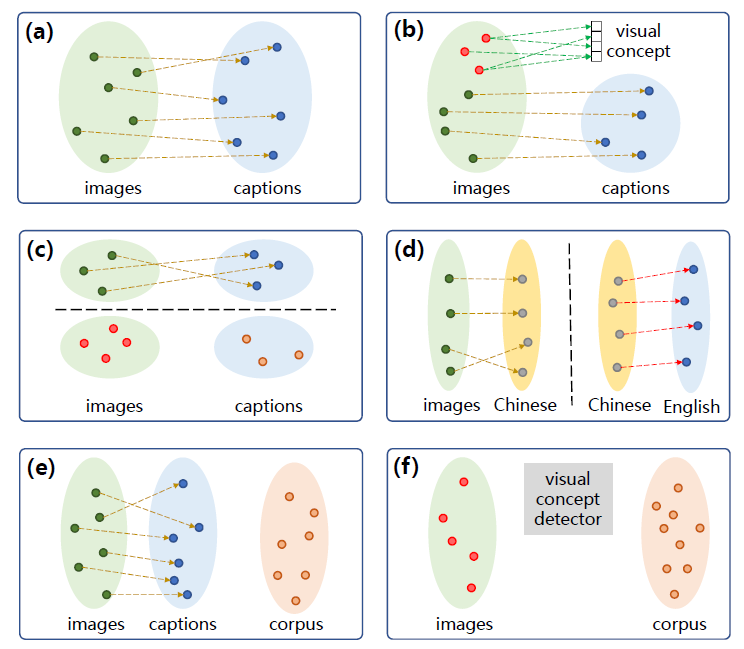 (a)
images captions
(b)
visual
concept
images captions
(c)
images captions
(d)
images Chinese Chinese English
(e)
images captions corpus
(f)
visual
concept
detector
images corpus